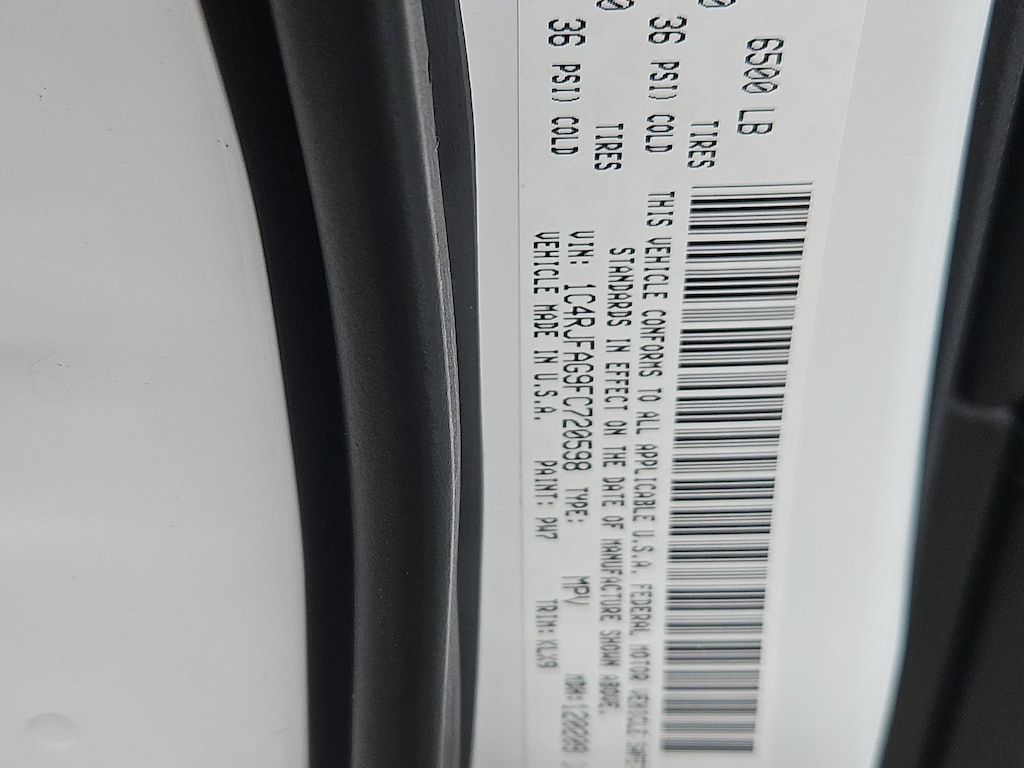 6500 LB
TIRES
36 PSI) COLD
THIS VEHICLE CONFORMS TO ALL APPLICABLE U.S.A. FEDERAL MOTOR VEHICLE
STANDARDS IN EFFECT ON THE DATE OF MANUFACTURE SHOWN ABOVE.
TIRES
36 PSI) COLD
VIN: 1C4RJFAG9FC720598 TYPE: MPV
VEHICLE MADE IN U.S.A. PAINT: PW7 TRIM: KLX9